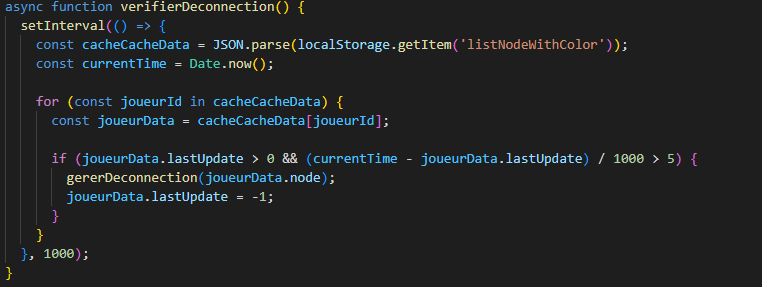 async function verifierDeconnection() {
  setInterval(() => {
    const cacheCacheData = JSON.parse(localStorage.getItem('listNodeWithColor'));
    const currentTime = Date.now();

    for (const joueurId in cacheCacheData) {
      const joueurData = cacheCacheData[joueurId];

      if (joueurData.lastUpdate > 0 && (currentTime - joueurData.lastUpdate) / 1000 > 5) {
        gererDeconnection(joueurData.node);
        joueurData.lastUpdate = -1;
      }
    }
  }, 1000);
}